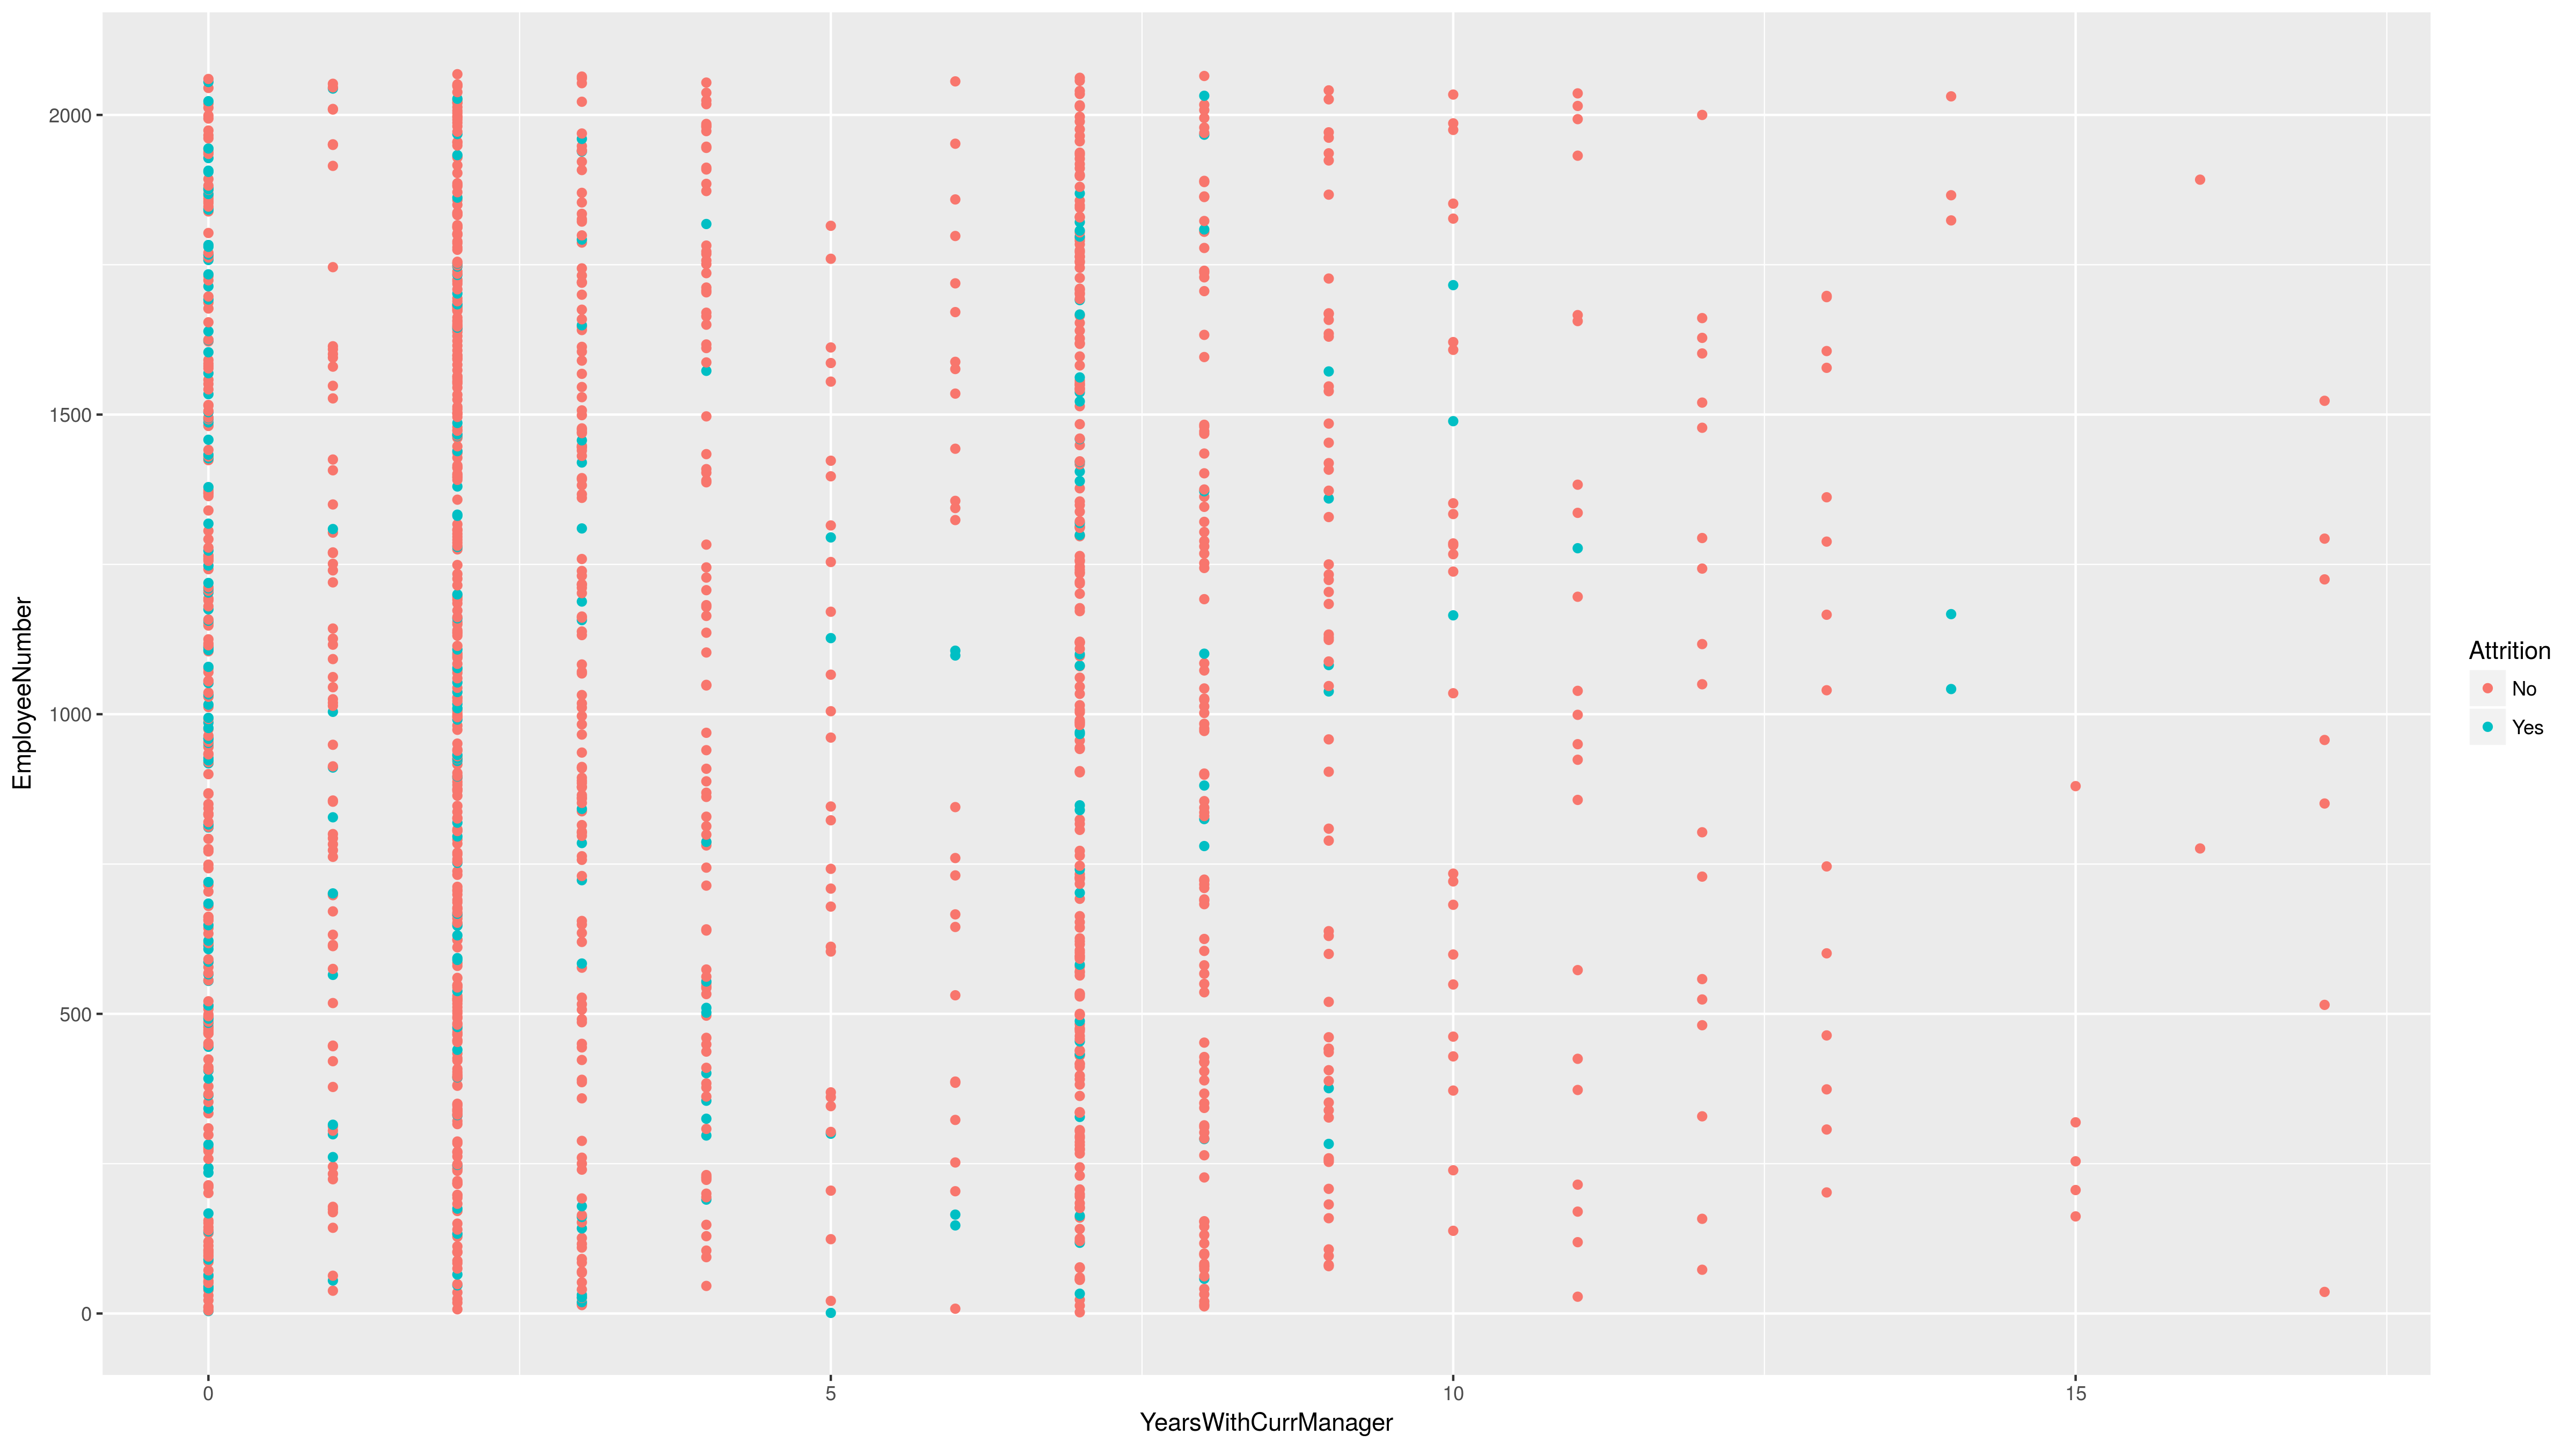 2000
1500
1000
500
0
EmployeeNumber
0 5 10 15
YearsWithCurrManager
Attrition
No
Yes